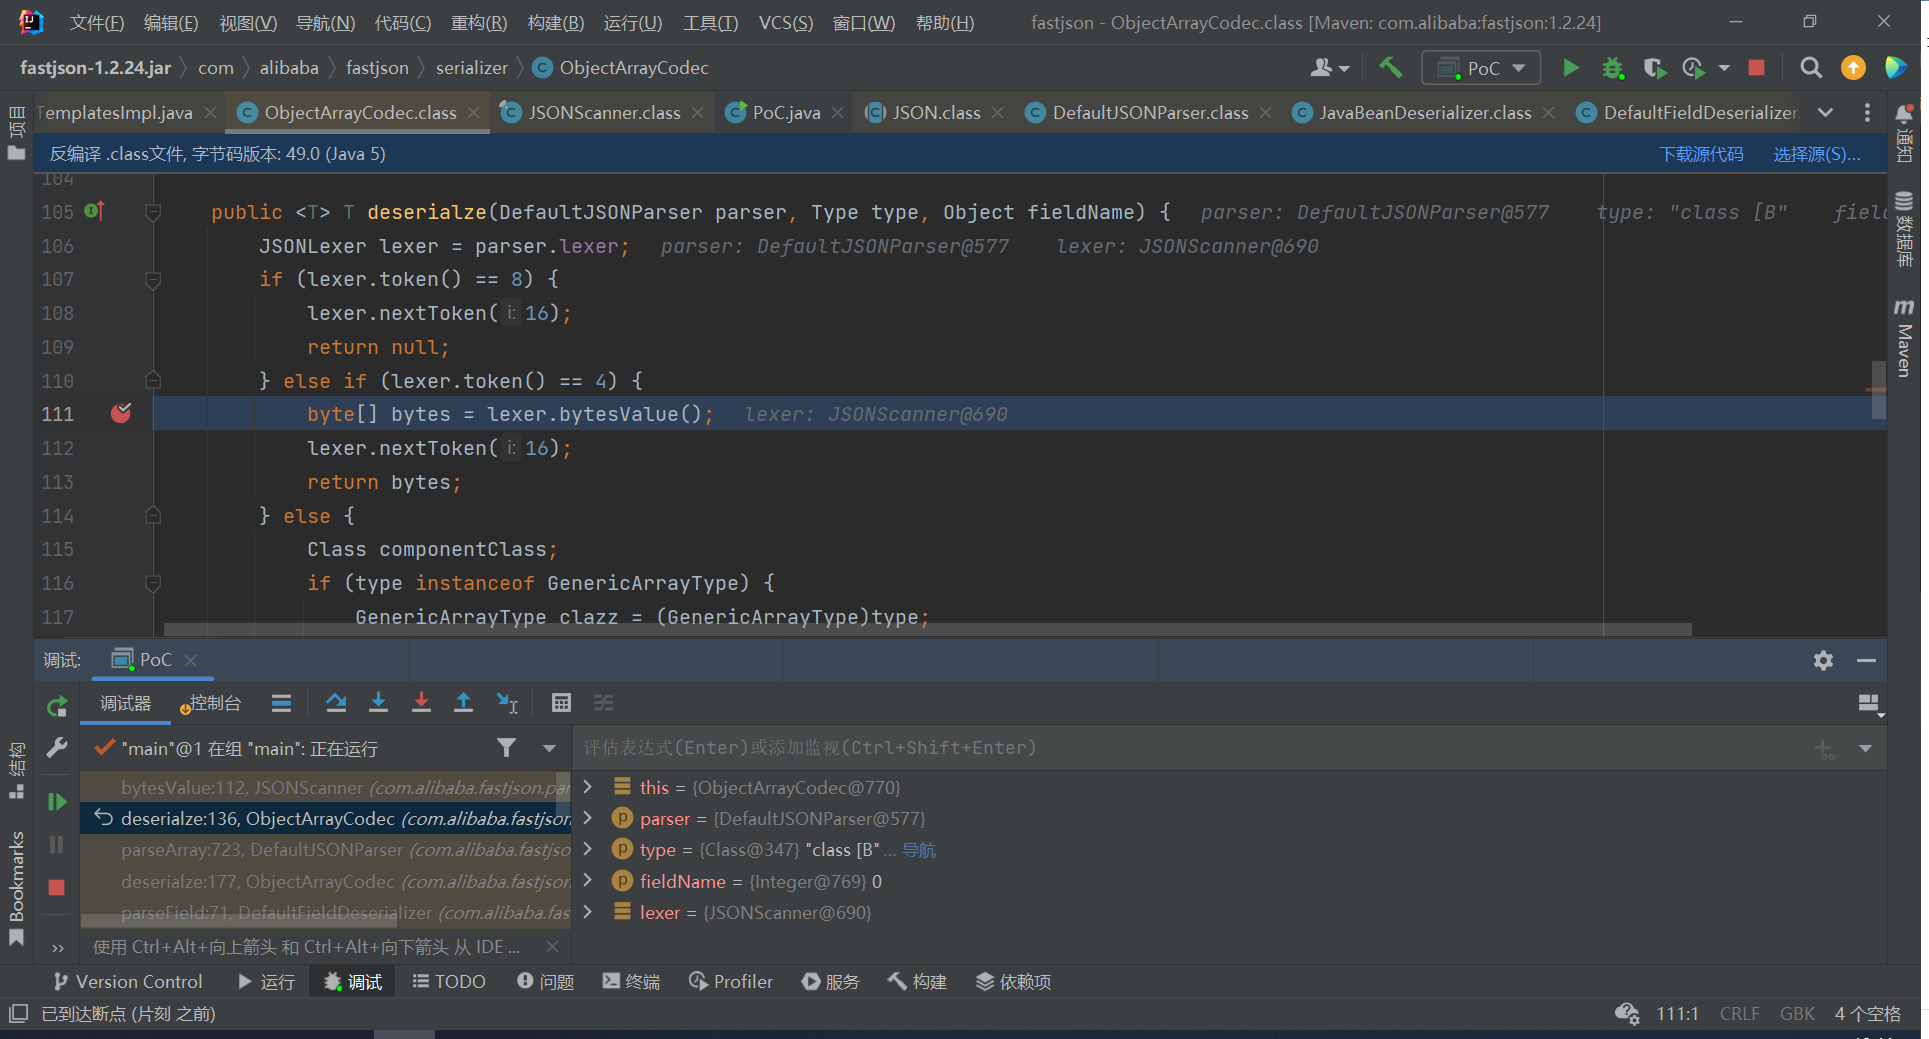 文件(F) 编辑(E) 视图(V) 导航(N) 代码(C) 重构(R) 构建(B) 运行(U) 工具(T) VCS(S) 窗口(W) 帮助(H) fastjson - ObjectArrayCodec.class [Maven: com.alibaba:fastjson:1.2.24]
fastjson-1.2.24.jar com alibaba fastjson serializer ObjectArrayCodec PoC
TemplatesImpl.java ObjectArrayCodec.class JSONScanner.class PoC.java JSON.class DefaultJSONParser.class JavaBeanDeserializer.class DefaultFieldDeserializer
反编译 .class文件, 字节码版本: 49.0 (Java 5) 下载源代码 选择源(S)...
104
105 public <T> T deserialze(DefaultJSONParser parser, Type type, Object fieldName) { parser: DefaultJSONParser@577 type: "class [B" fiel
106 JSONLexer lexer = parser.lexer; parser: DefaultJSONParser@577 lexer: JSONScanner@690
107 if (lexer.token() == 8) {
108 lexer.nextToken( i: 16);
109 return null;
110 } else if (lexer.token() == 4) {
111 byte[] bytes = lexer.bytesValue(); lexer: JSONScanner@690
112 lexer.nextToken( i: 16);
113 return bytes;
114 } else {
115 Class componentClass;
116 if (type instanceof GenericArrayType) {
117 GenericArrayType clazz = (GenericArrayType)type;
调试: PoC
调试器 控制台
"main"@1 在组 "main": 正在运行
评估表达式(Enter)或添加监视(Ctrl+Shift+Enter)
bytesValue:112, JSONScanner (com.alibaba.fastjson.par
deserialze:136, ObjectArrayCodec (com.alibaba.fastjson
parseArray:723, DefaultJSONParser (com.alibaba.fastjso
deserialze:177, ObjectArrayCodec (com.alibaba.fastjson
parseField:71, DefaultFieldDeserializer (com.alibaba.fas
this = {ObjectArrayCodec@770}
parser = {DefaultJSONParser@577}
type = {Class@347} "class [B" ... 导航
fieldName = {Integer@769} 0
lexer = {JSONScanner@690}
使用 Ctrl+Alt+向上箭头 和 Ctrl+Alt+向下箭头 从 IDE ...
Version Control 运行 调试 TODO 问题 终端 Profiler 服务 构建 依赖项
已到达断点 (片刻 之前) 111:1 CRLF GBK 4 个空格
项目
结构
Bookmarks
通知
数据库
Maven